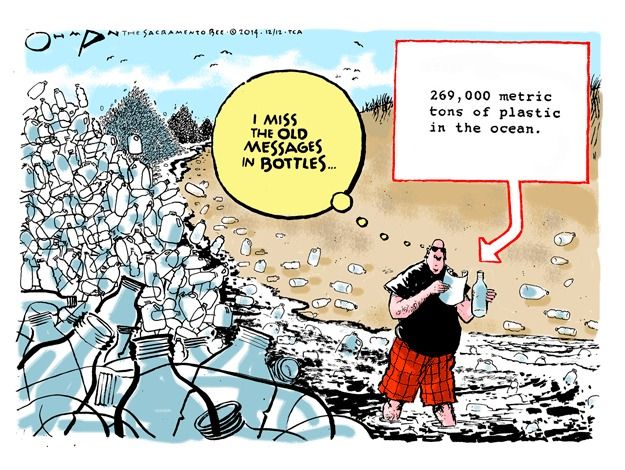 OHMAN THE SACRAMENTO BEE ©2014 · 12/12 · TCA
I MISS
THE OLD
MESSAGES
IN BOTTLES...
269,000 metric
tons of plastic
in the ocean.